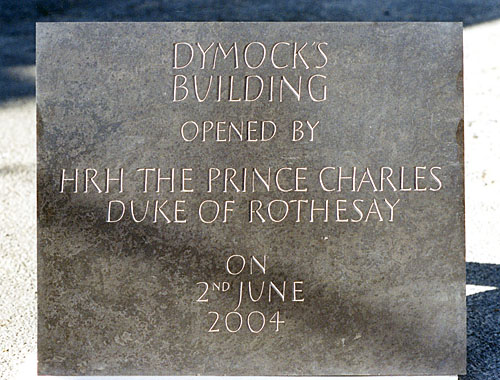 DYMOCK'S
BUILDING
OPENED BY
HRH THE PRINCE CHARLES
DUKE OF ROTHESAY
ON
2ND JUNE
2004